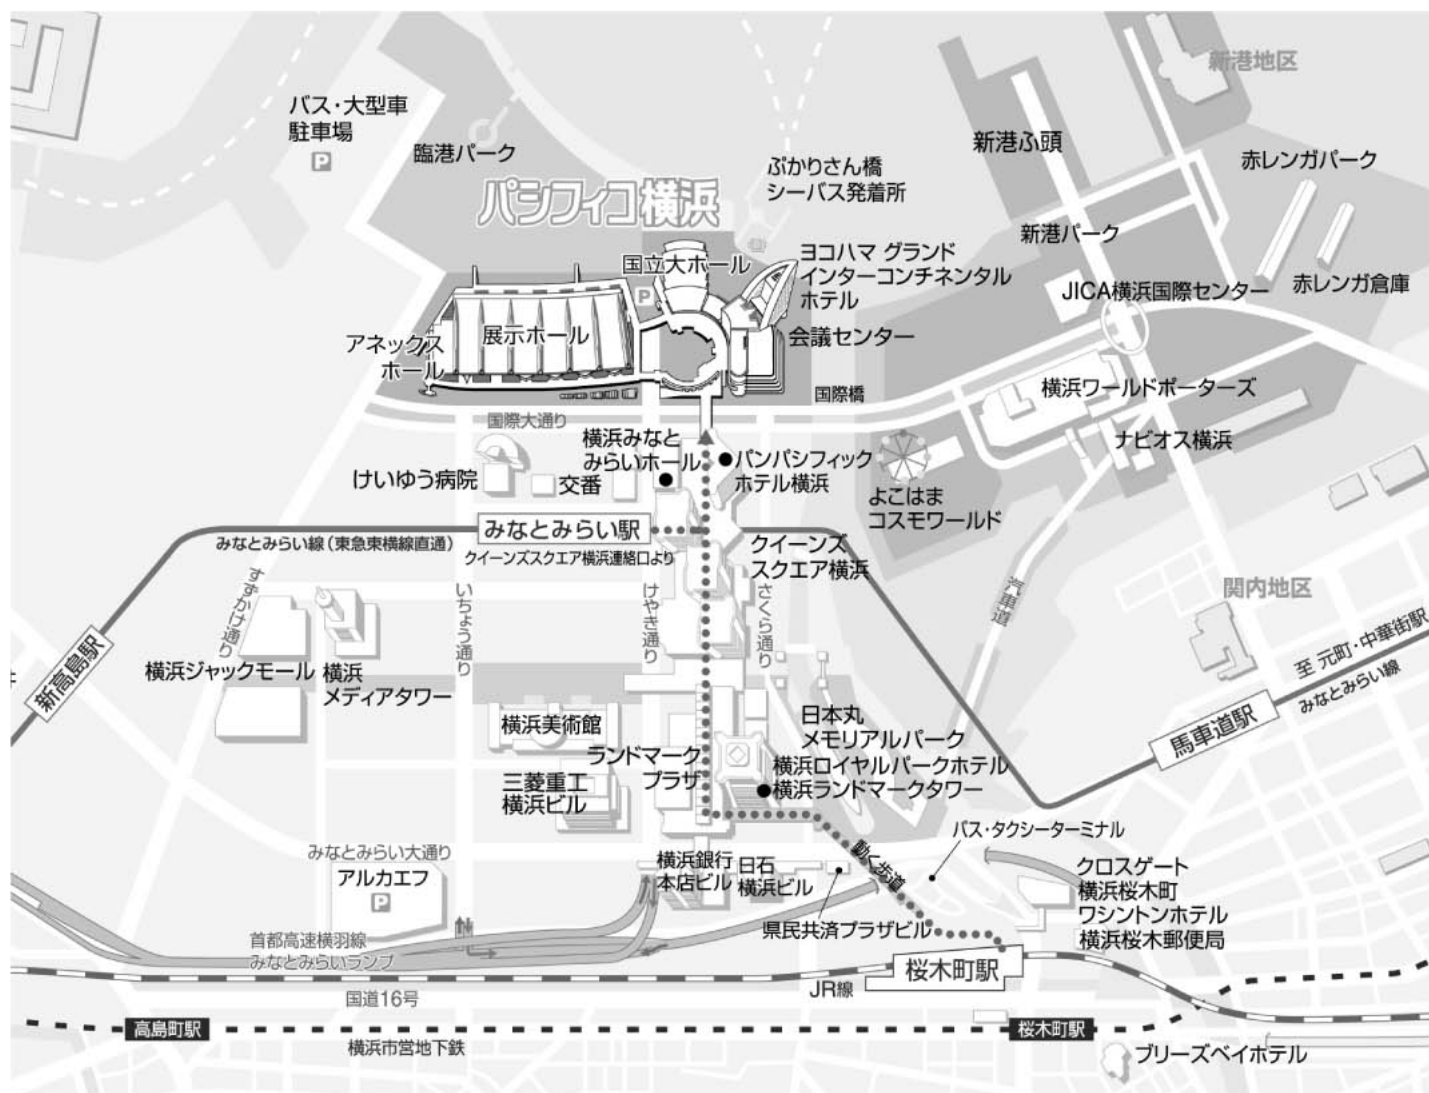 新港地区
バス・大型車
駐車場
P
臨港パーク
新港ふ頭
赤レンガパーク
ぷかりさん橋
シーバス発着所
パシフィコ横浜
新港パーク
国立大ホール
ヨコハマ グランド
インターコンチネンタル
ホテル
赤レンガ倉庫
JICA横浜国際センター
P
展示ホール
アネックス
ホール
会議センター
横浜ワールドポーターズ
国際橋
国際大通り
ナビオス横浜
横浜みなと
みらいホール
パンパシフィック
ホテル横浜
けいゆう病院
交番
よこはま
コスモワールド
みなとみらい駅
みなとみらい線(東急東横線直通)
クイーンズスクエア横浜連絡口より
クイーンズ
スクエア横浜
すずかけ通り
いちょう通り
けやき通り
さくら通り
汽車道
関内地区
至 元町・中華街駅
みなとみらい線
新高島駅
横浜ジャックモール
横浜
メディアタワー
馬車道駅
横浜美術館
日本丸
メモリアルパーク
ランドマーク
プラザ
横浜ロイヤルパークホテル
横浜ランドマークタワー
三菱重工
横浜ビル
バス・タクシーターミナル
みなとみらい大通り
動く歩道
横浜銀行
本店ビル
日石
横浜ビル
クロスゲート
横浜桜木町
ワシントンホテル
横浜桜木郵便局
アルカエフ
P
県民共済プラザビル
首都高速横羽線
みなとみらいランプ
桜木町駅
JR線
国道16号
高島町駅
桜木町駅
横浜市営地下鉄
ブリーズベイホテル